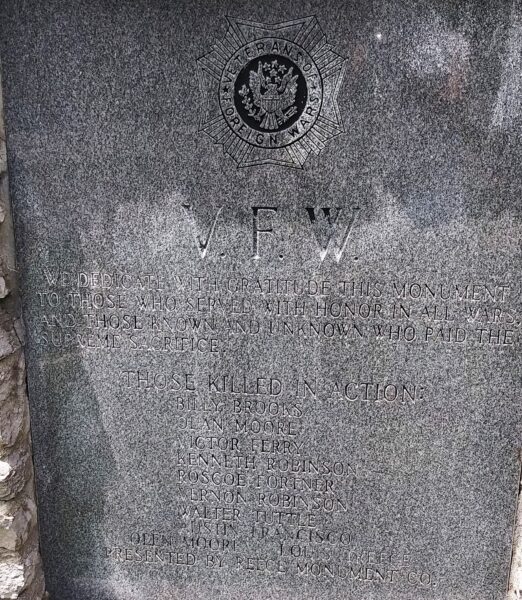 VETERANS OF
FOREIGN WARS
V. F. W.
WE DEDICATE WITH GRATITUDE THIS MONUMENT
TO THOSE WHO SERVED WITH HONOR IN ALL WARS
AND THOSE KNOWN AND UNKNOWN WHO PAID THE
SUPREME SACRIFICE.
THOSE KILLED IN ACTION:
BILLY BROOKS
MOORE
VICTOR FERRY
KENNETH ROBINSON
ROSCOE FORTNER
VERNON ROBINSON
WALTER TUTTLE
FRANCISCO
OLEN MOORE
PRESENTED BY REECE MONUMENT CO.